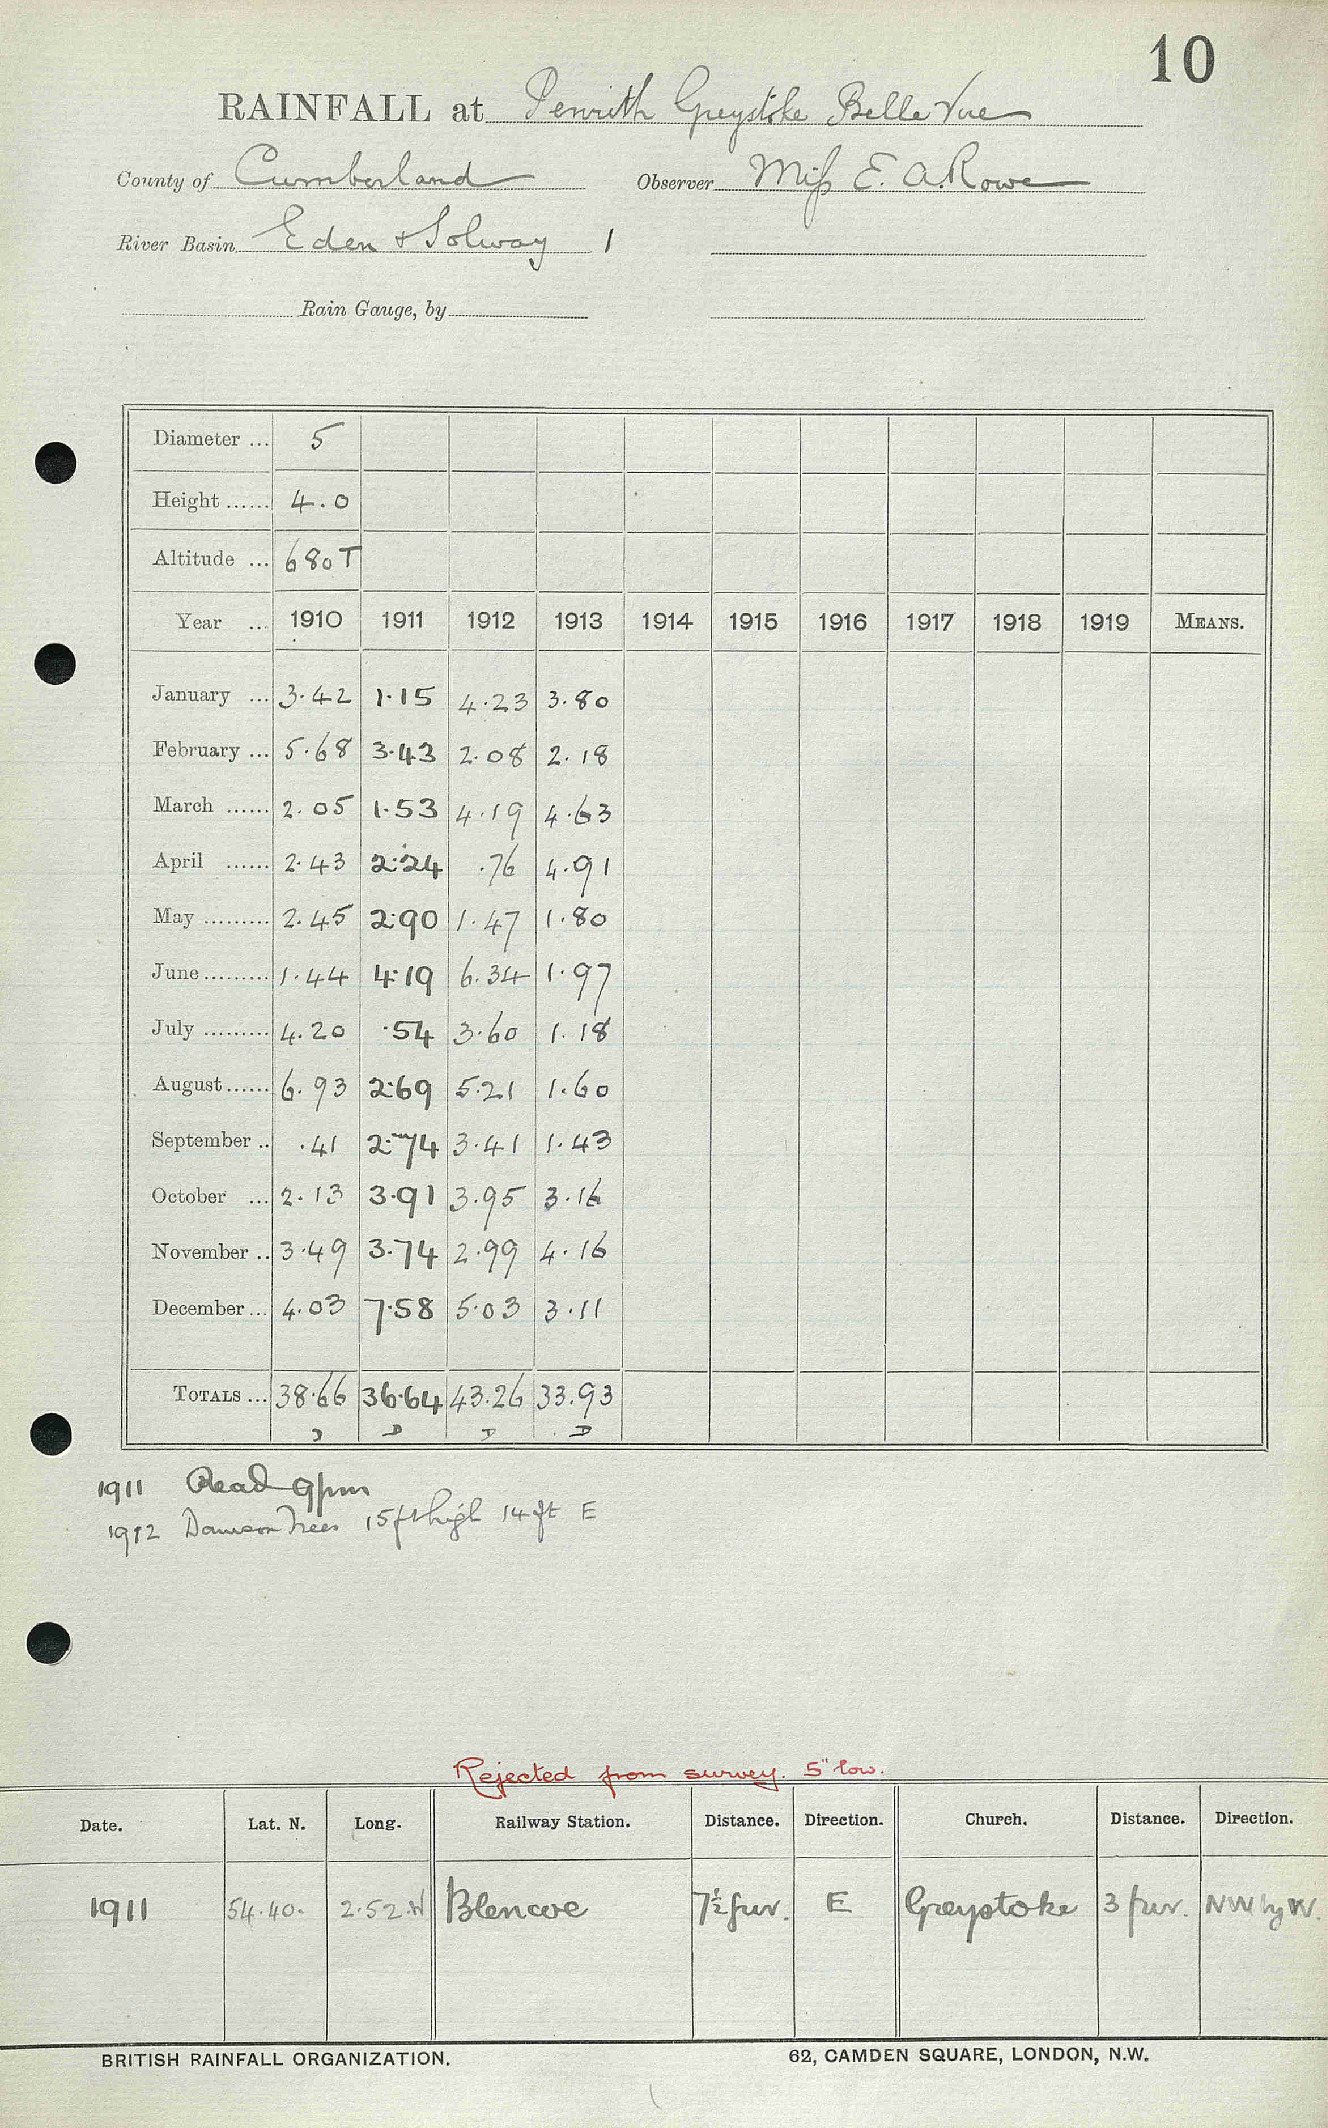 10
RAINFALL at Penrith Greystoke Belle Vue
County of Cumberland Observer Miss E. A. Rowe
River Basin Eden & Solway 1
Rain Gauge, by
Diameter ... 5
Height ...... 4.0
Altitude ... 680T
Year ... 1910 1911 1912 1913 1914 1915 1916 1917 1918 1919 MEANS.
January ... 3.42 1.15 4.23 3.80
February ... 5.68 3.43 2.08 2.18
March ...... 2.05 1.53 4.19 4.63
April ...... 2.43 2.24 .76 4.91
May ......... 2.45 2.90 1.47 1.80
June ......... 1.44 4.19 6.34 1.97
July ......... 4.20 .54 3.60 1.18
August ...... 6.93 2.69 5.21 1.60
September .. .41 2.74 3.41 1.43
October ... 2.13 3.91 3.95 3.16
November .. 3.49 3.74 2.99 4.16
December ... 4.03 7.58 5.03 3.11
TOTALS ... 38.66 36.64 43.26 33.93
D D D
1911 Read 9pm
1912 Damson Trees 15ft high 14ft E
Rejected from survey. 5" low.
Date. Lat. N. Long. Railway Station. Distance. Direction. Church. Distance. Direction.
1911 54.40. 2.52.W Blencoe 7½ fur. E Greystoke 3 fur. NW by W.
BRITISH RAINFALL ORGANIZATION. 62, CAMDEN SQUARE, LONDON, N.W.